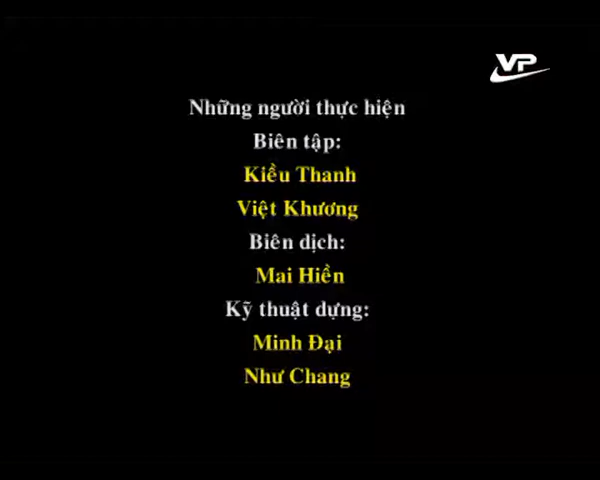 VP
Những người thực hiện
Biên tập:
Kiều Thanh
Việt Khương
Biên dịch:
Mai Hiền
Kỹ thuật dựng:
Minh Đại
Như Chang